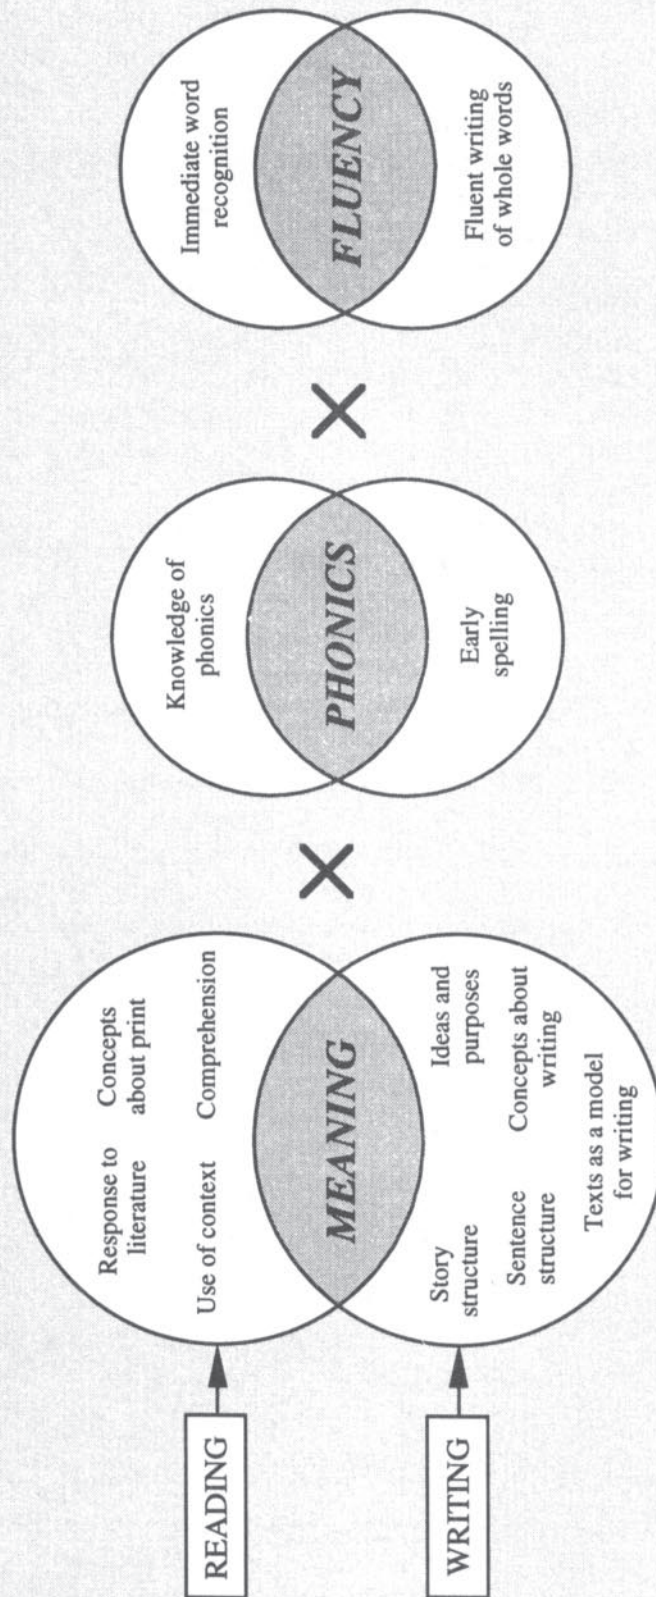 READING
Response to
literature
Concepts
about print
Use of context
Comprehension
MEANING
WRITING
Story
structure
Ideas and
purposes
Sentence
structure
Concepts about
writing
Texts as a model
for writing
X
Knowledge of
phonics
PHONICS
Early
spelling
X
Immediate word
recognition
FLUENCY
Fluent writing
of whole words